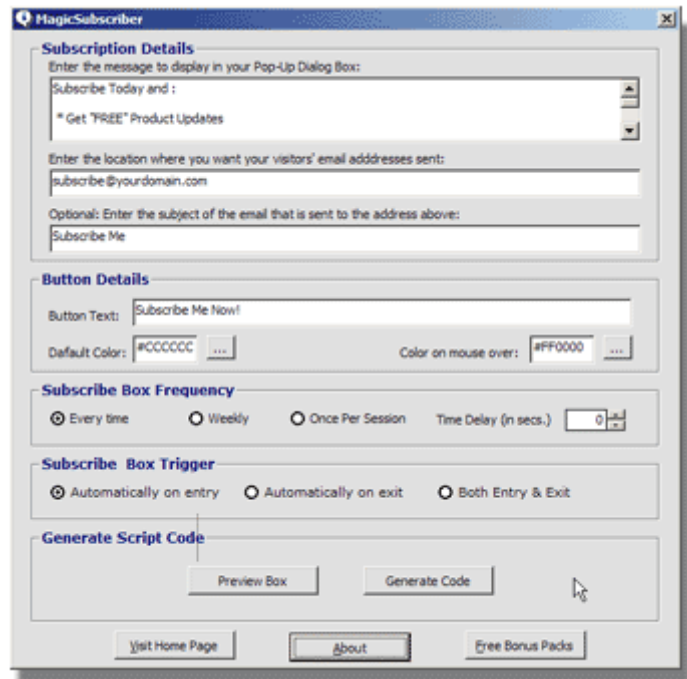 MagicSubscriber
Subscription Details
Enter the message to display in your Pop-Up Dialog Box:
Subscribe Today and :
* Get "FREE" Product Updates
Enter the location where you want your visitors' email adddresses sent:
subscribe@yourdomain.com
Optional: Enter the subject of the email that is sent to the address above:
Subscribe Me
Button Details
Button Text: Subscribe Me Now!
Dafault Color: #CCCCCC ... Color on mouse over: #FF0000 ...
Subscribe Box Frequency
Every time Weekly Once Per Session Time Delay (in secs.) 0
Subscribe Box Trigger
Automatically on entry Automatically on exit Both Entry & Exit
Generate Script Code
Preview Box Generate Code
Visit Home Page About Free Bonus Packs